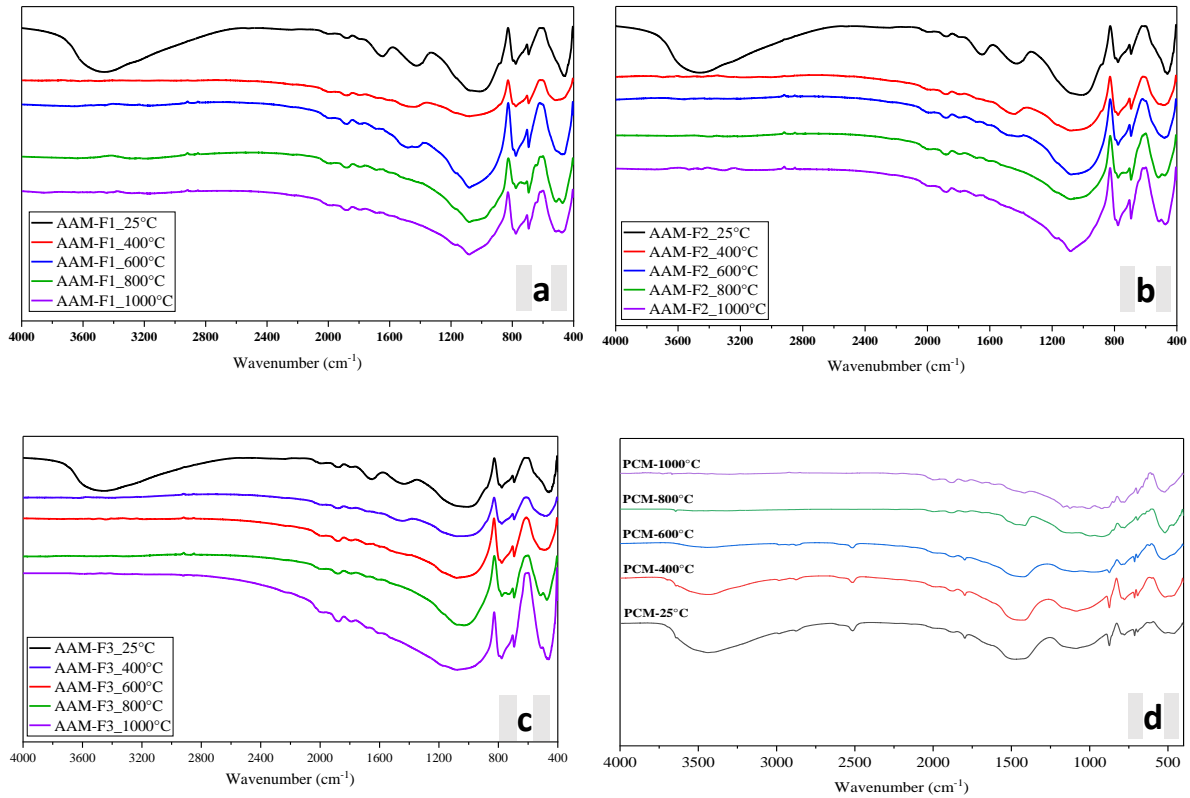 AAM-F1_25°C
AAM-F1_400°C
AAM-F1_600°C
AAM-F1_800°C
AAM-F1_1000°C
a
4000 3600 3200 2800 2400 2000 1600 1200 800 400
Wavenumber (cm-1)
AAM-F2_25°C
AAM-F2_400°C
AAM-F2_600°C
AAM-F2_800°C
AAM-F2_1000°C
b
4000 3600 3200 2800 2400 2000 1600 1200 800 400
Wavenubmber (cm-1)
AAM-F3_25°C
AAM-F3_400°C
AAM-F3_600°C
AAM-F3_800°C
AAM-F3_1000°C
c
4000 3600 3200 2800 2400 2000 1600 1200 800 400
Wavenumber (cm-1)
PCM-1000°C
PCM-800°C
PCM-600°C
PCM-400°C
PCM-25°C
d
4000 3500 3000 2500 2000 1500 1000 500
Wavenumber (cm-1)